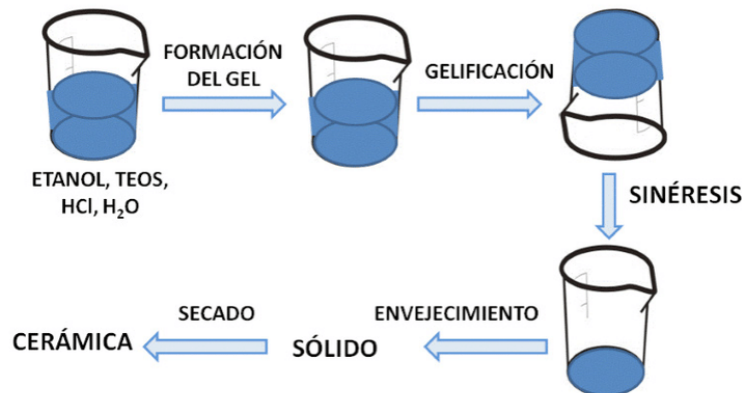 FORMACIÓN
DEL GEL
GELIFICACIÓN
ETANOL, TEOS,
HCl, H₂O
SINÉRESIS
ENVEJECIMIENTO
SÓLIDO
SECADO
CERÁMICA